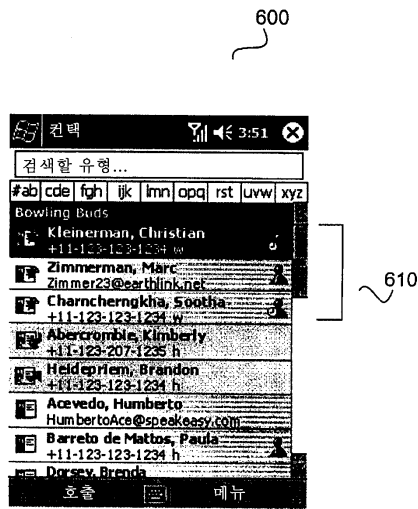 600
컨택 3:51
검색할 유형...
#ab cde fgh ijk lmn opq rst uvw xyz
Bowling Buds
Kleinerman, Christian
+11-123-123-1234 w
Zimmerman, Marc
Zimmer23@earthlink.net
610
Charncherngkha, Sootha
+11-123-123-1234 w
Abercrombie, Kimberly
+11-123-207-1235 h
Heidepriem, Brandon
+11-123-123-1234 h
Acevedo, Humberto
HumbertoAce@speakeasy.com
Barreto de Mattos, Paula
+11-123-123-1234 h
Dorsey, Brenda
호출 메뉴